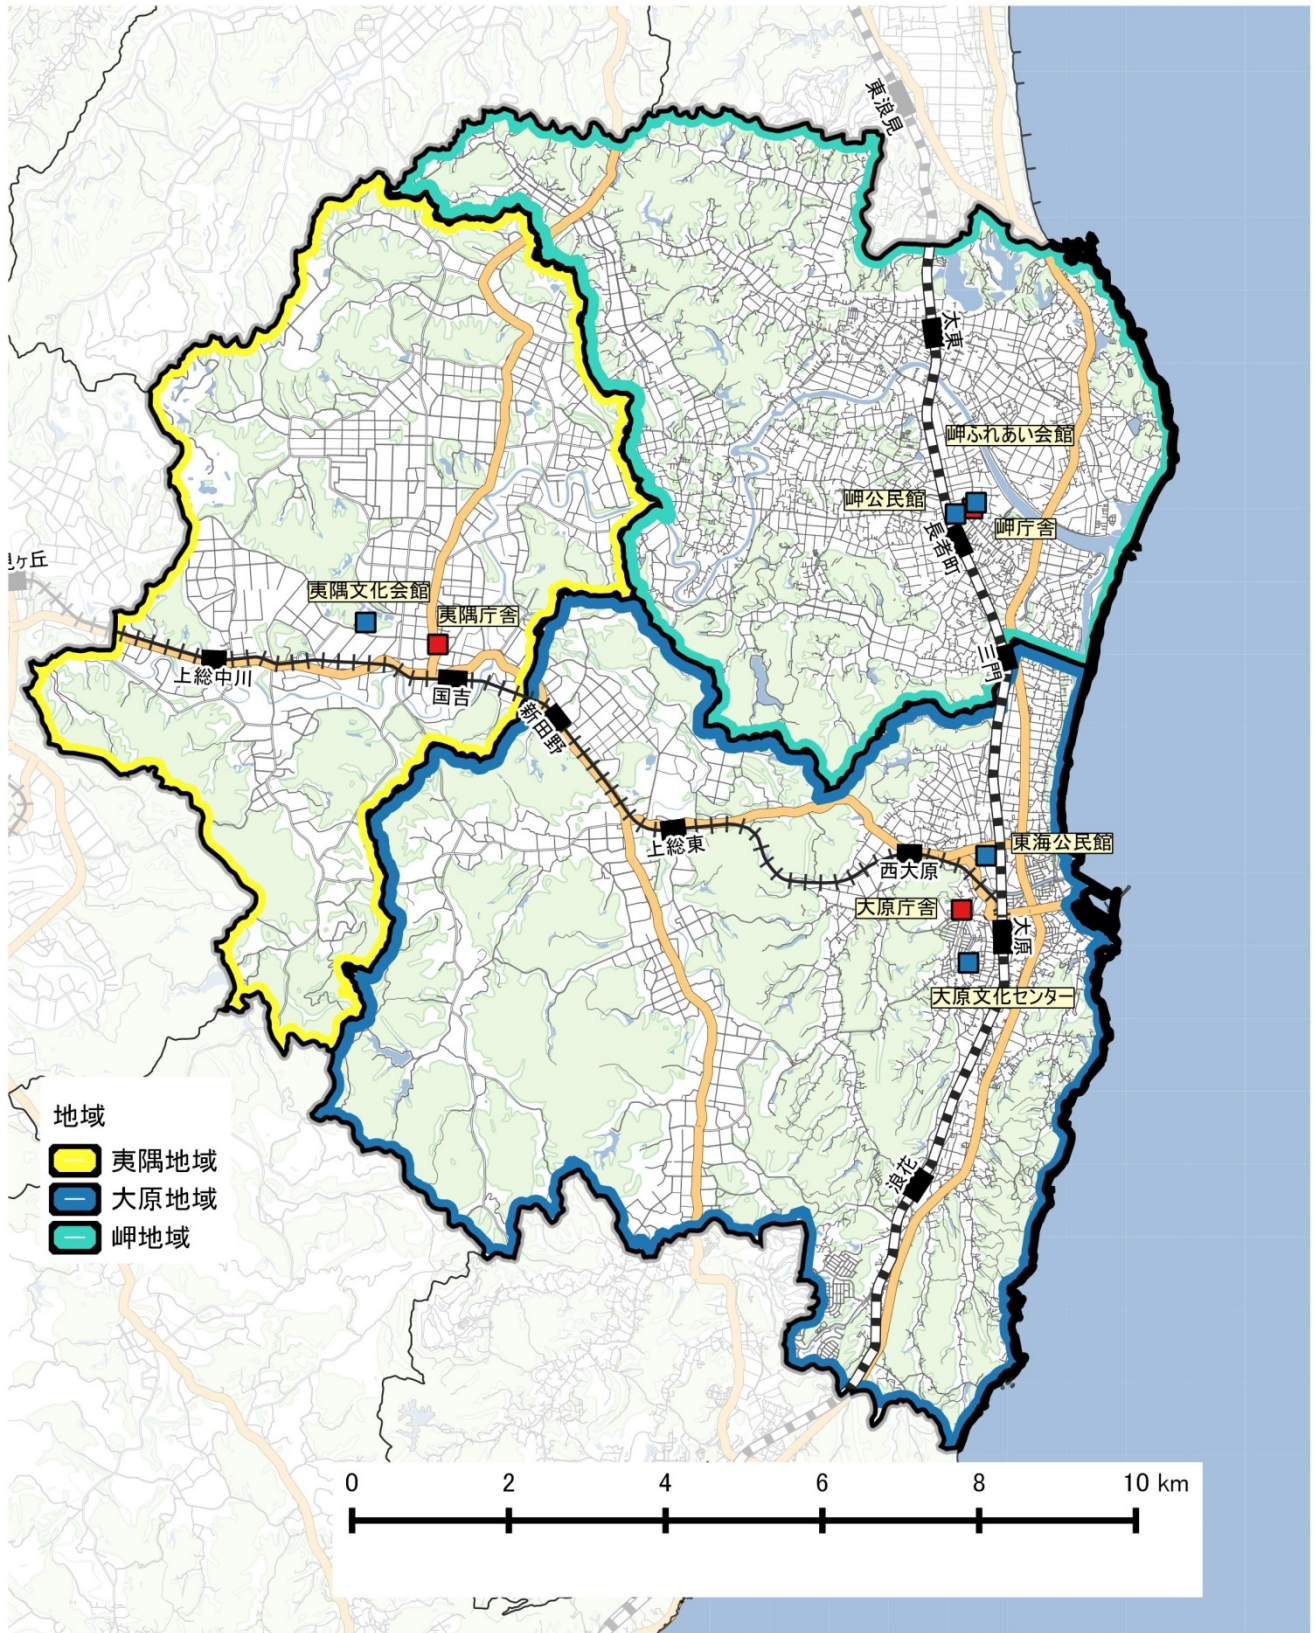 東浪見
太東
岬ふれあい会館
岬公民館
岬庁舎
長者町
夷隅文化会館
夷隅庁舎
上総中川
国吉
三門
新田野
上総東
西大原
東海公民館
大原庁舎
大原
大原文化センター
地域
夷隅地域
大原地域
岬地域
浪花
0 2 4 6 8 10 km